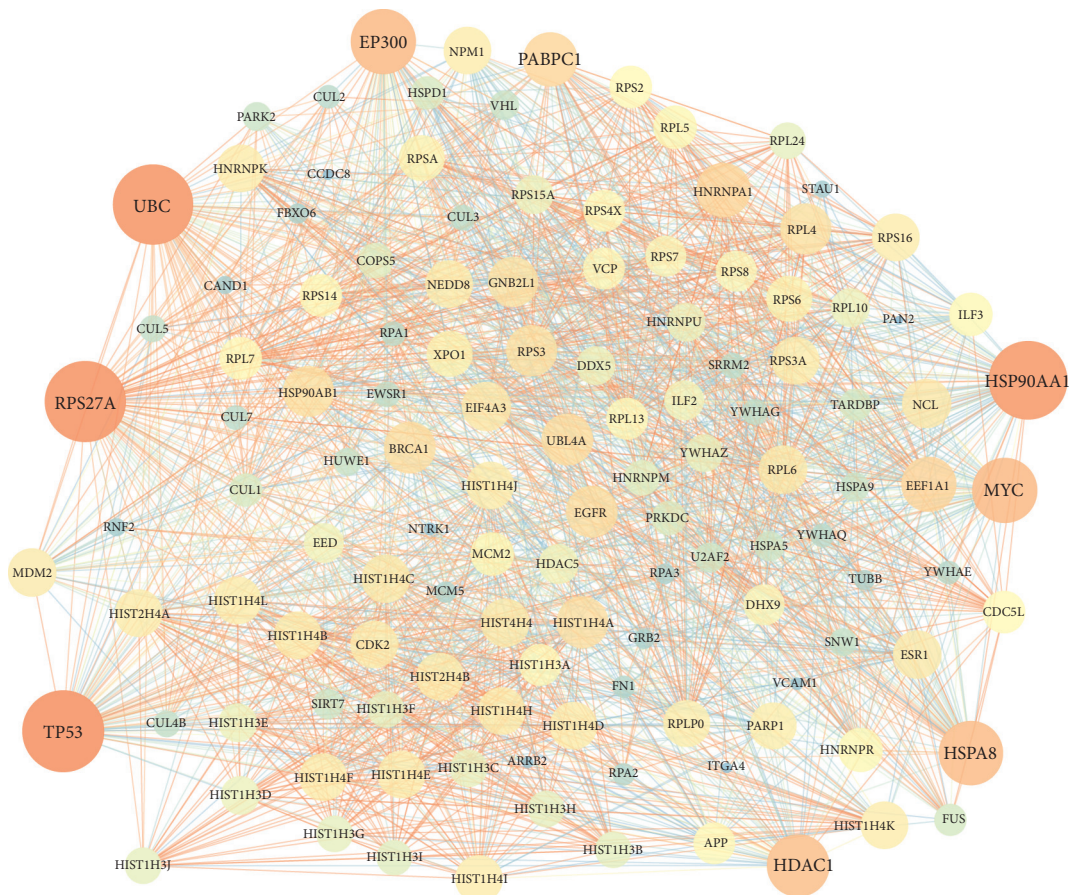 EP300
NPM1
PABPC1
RPS2
HSPD1
CUL2
VHL
PARK2
RPL5
RPL24
RPSA
HNRNPK
CCDC8
STAU1
HNRNPA1
RPS15A
UBC
FBXO6
CUL3
RPS4X
RPL4
RPS16
COPS5
RPS7
VCP
RPS8
NEDD8
GNB2L1
CAND1
RPS14
RPS6
RPL10
ILF3
PAN2
HNRNPU
CUL5
RPA1
RPL7
XPO1
RPS3
DDX5
SRRM2
RPS3A
HSP90AA1
HSP90AB1
EWSR1
RPS27A
EIF4A3
ILF2
YWHAG
TARDBP
NCL
CUL7
RPL13
UBL4A
BRCA1
YWHAZ
HUWE1
RPL6
HNRNPM
CUL1
HIST1H4J
HSPA9
EEF1A1
MYC
EGFR
PRKDC
RNF2
NTRK1
YWHAQ
EED
MCM2
HDAC5
U2AF2
HSPA5
MDM2
RPA3
YWHAE
HIST1H4C
TUBB
MCM5
HIST1H4L
DHX9
HIST2H4A
CDC5L
HIST4H4
HIST1H4A
HIST1H4B
CDK2
GRB2
SNW1
ESR1
HIST1H3A
HIST2H4B
FN1
VCAM1
SIRT7
HIST1H3F
HIST1H4H
TP53
CUL4B
HIST1H3E
HIST1H4D
RPLP0
PARP1
HNRNPR
HSPA8
ARRB2
ITGA4
HIST1H3C
RPA2
HIST1H4F
HIST1H4E
HIST1H3D
HIST1H3H
FUS
HIST1H4K
HIST1H3G
HIST1H3B
APP
HIST1H3I
HIST1H3J
HDAC1
HIST1H4I